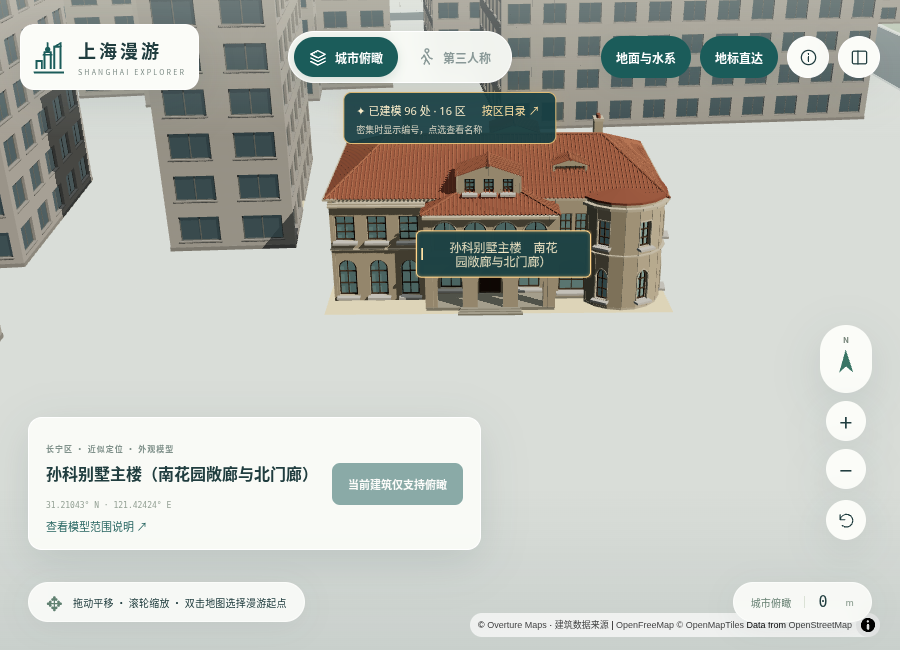 上海漫游
SHANGHAI EXPLORER
城市俯瞰
第三人称
地面与水系
地标直达
✦ 已建模 96 处 · 16 区 按区目录 ↗
密集时显示编号，点选查看名称
孙科别墅主楼 南花
园敞廊与北门廊）
N
长宁区 · 近似定位 · 外观模型
孙科别墅主楼（南花园敞廊与北门廊）
当前建筑仅支持俯瞰
31.21043° N · 121.42424° E
查看模型范围说明 ↗
拖动平移 · 滚轮缩放 · 双击地图选择漫游起点
城市俯瞰 0 m
© Overture Maps · 建筑数据来源 | OpenFreeMap © OpenMapTiles Data from OpenStreetMap